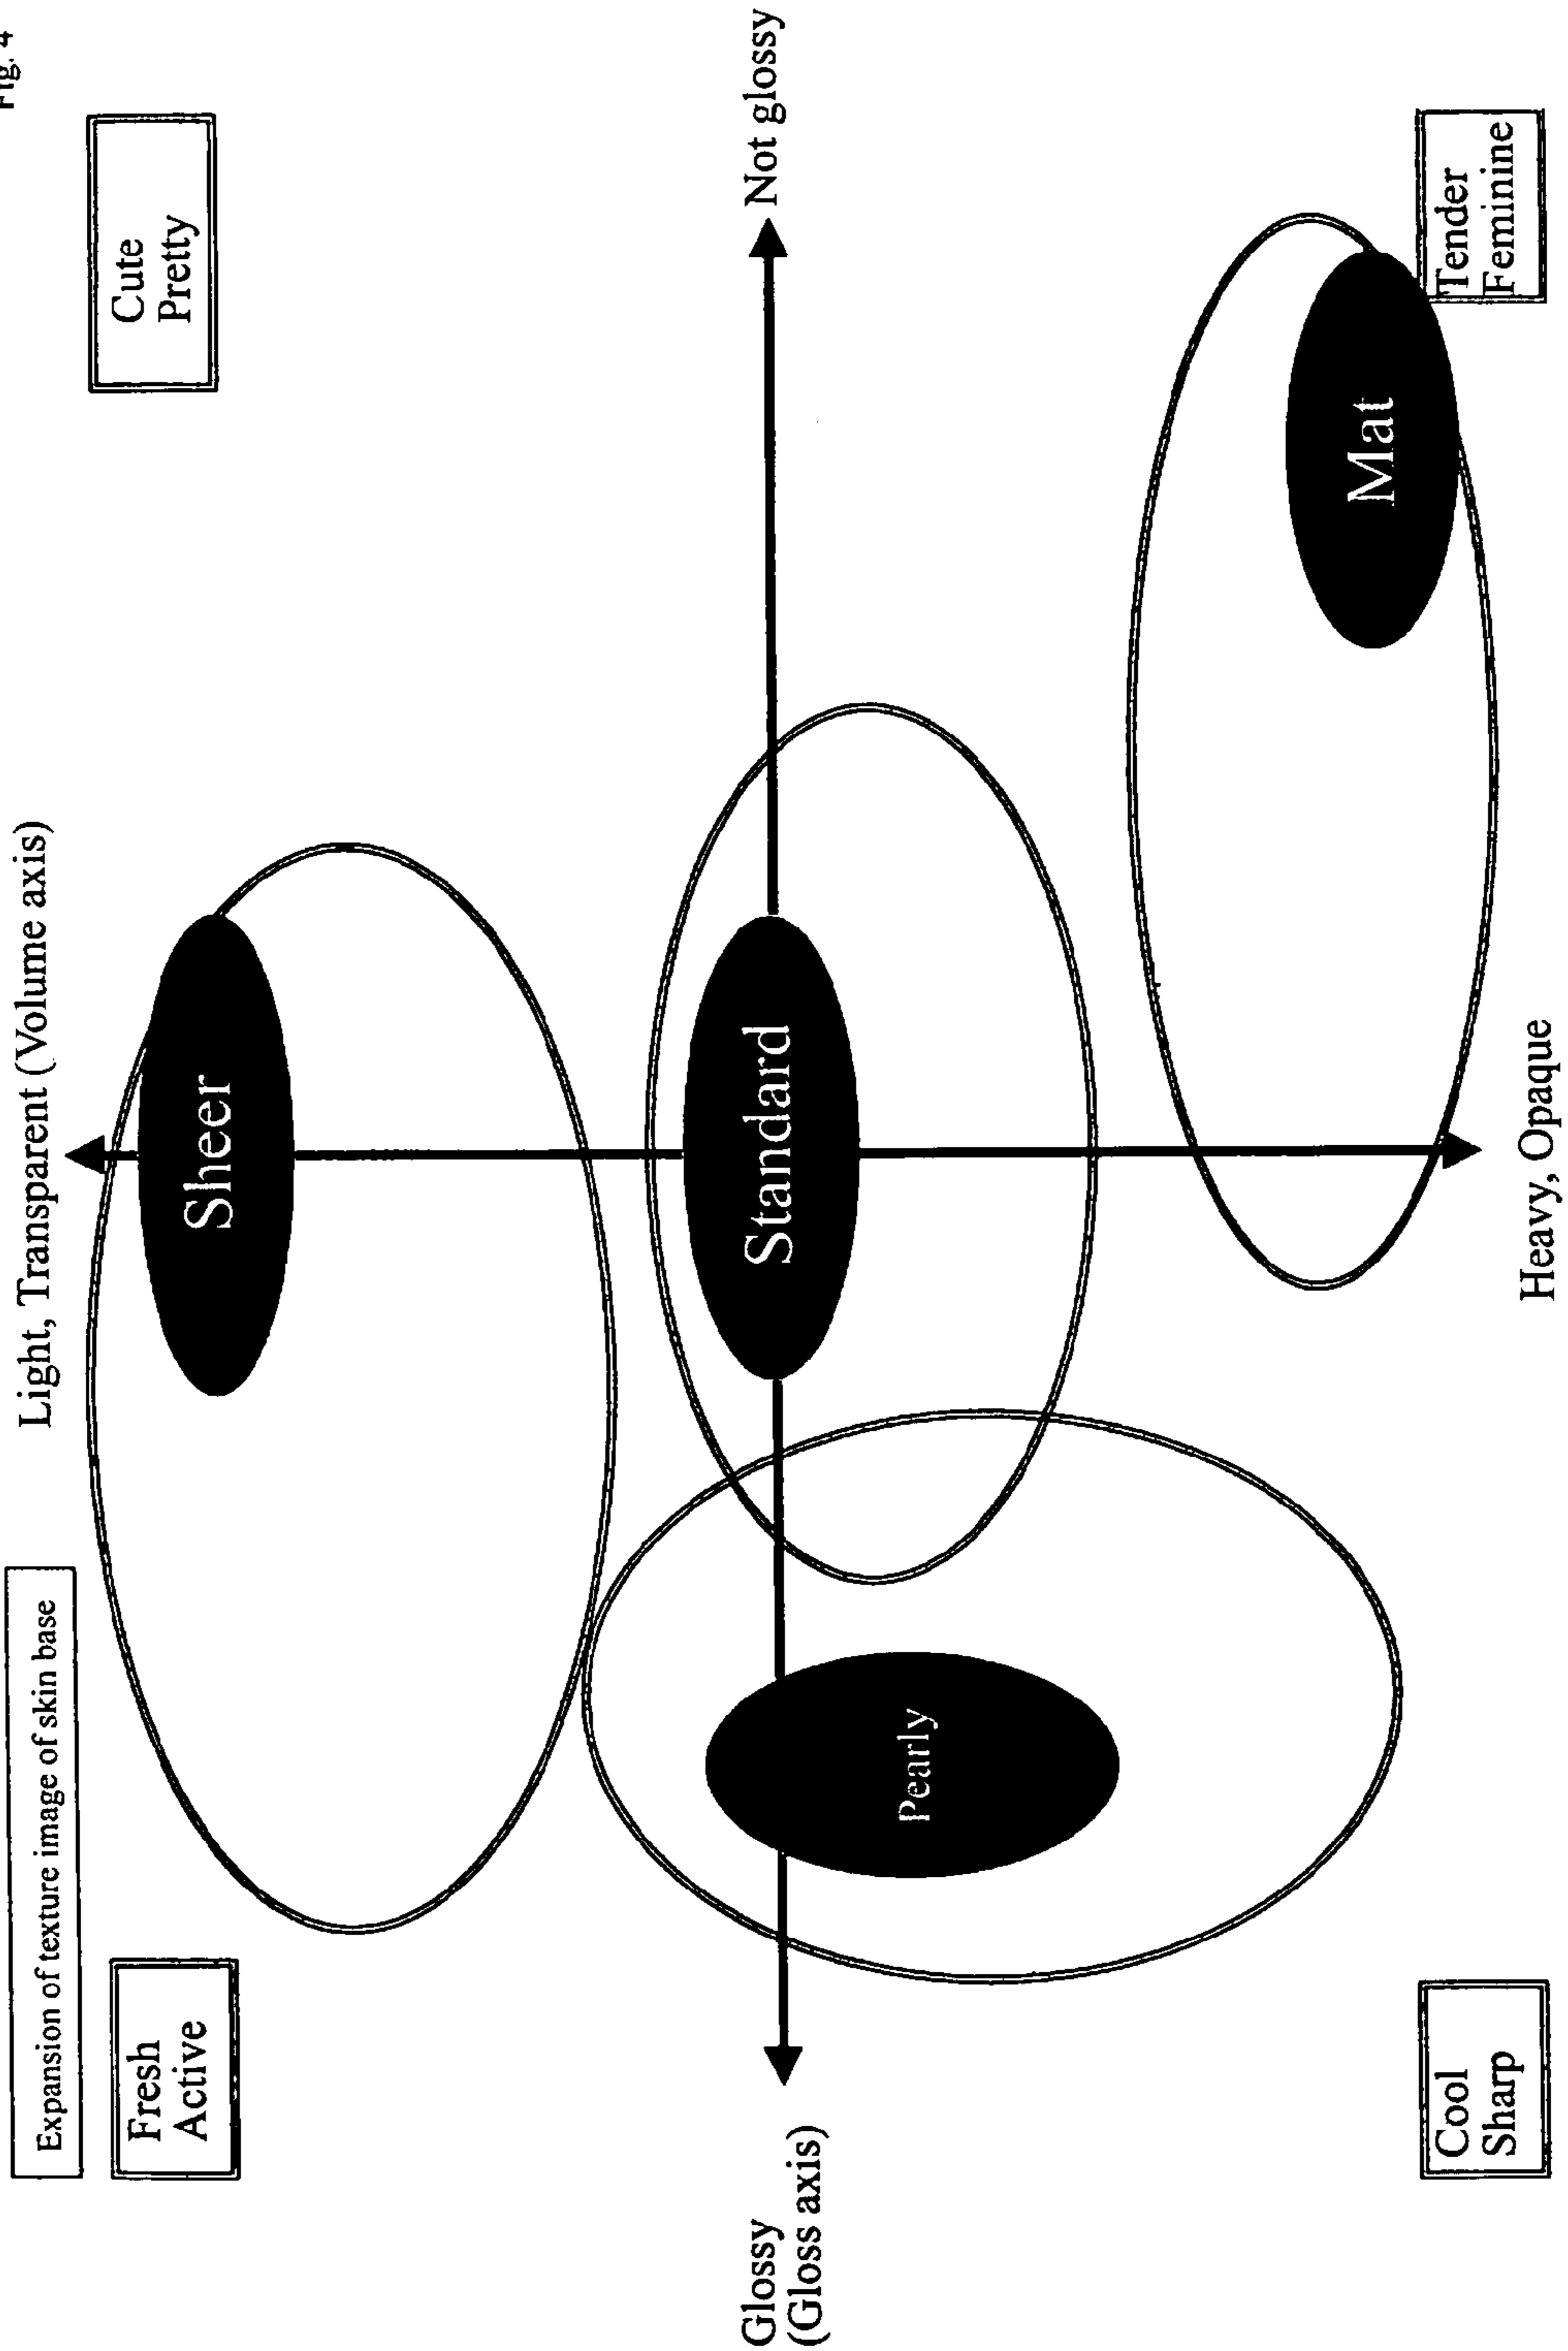 Fig. 4
Expansion of texture image of skin base
Light, Transparent (Volume axis)
Fresh
Active
Cute
Pretty
Sheer
Glossy
(Gloss axis)
Standard
Not glossy
Pearly
Mat
Cool
Sharp
Tender
Feminine
Heavy, Opaque